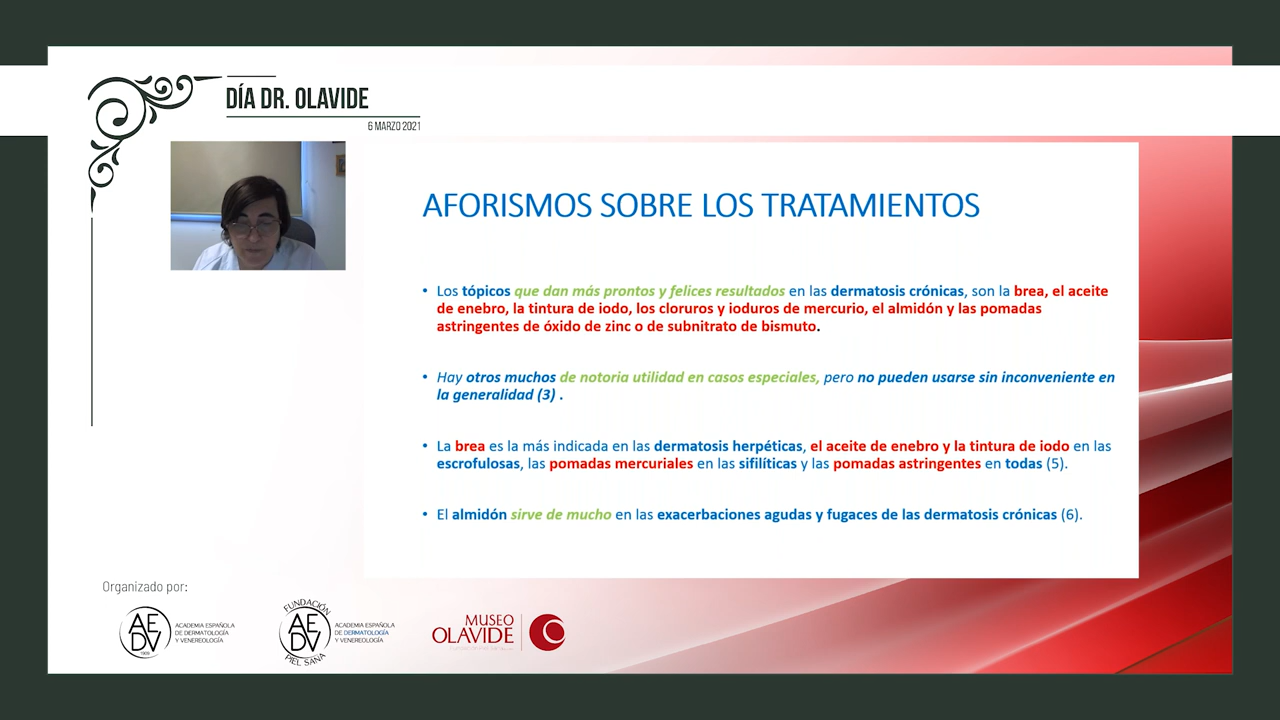 DÍA DR. OLAVIDE
6 MARZO 2021
AFORISMOS SOBRE LOS TRATAMIENTOS
• Los tópicos que dan más prontos y felices resultados en las dermatosis crónicas, son la brea, el aceite
de enebro, la tintura de iodo, los cloruros y ioduros de mercurio, el almidón y las pomadas
astringentes de óxido de zinc o de subnitrato de bismuto.
• Hay otros muchos de notoria utilidad en casos especiales, pero no pueden usarse sin inconveniente en
la generalidad (3) .
• La brea es la más indicada en las dermatosis herpéticas, el aceite de enebro y la tintura de iodo en las
escrofulosas, las pomadas mercuriales en las sifilíticas y las pomadas astringentes en todas (5).
• El almidón sirve de mucho en las exacerbaciones agudas y fugaces de las dermatosis crónicas (6).
Organizado por:
AE
DV
1909
ACADEMIA ESPAÑOLA
DE DERMATOLOGÍA
Y VENEREOLOGÍA
FUNDACIÓN
AE
DV
PIEL SANA
ACADEMIA ESPAÑOLA
DE DERMATOLOGÍA
Y VENEREOLOGÍA
MUSEO
OLAVIDE